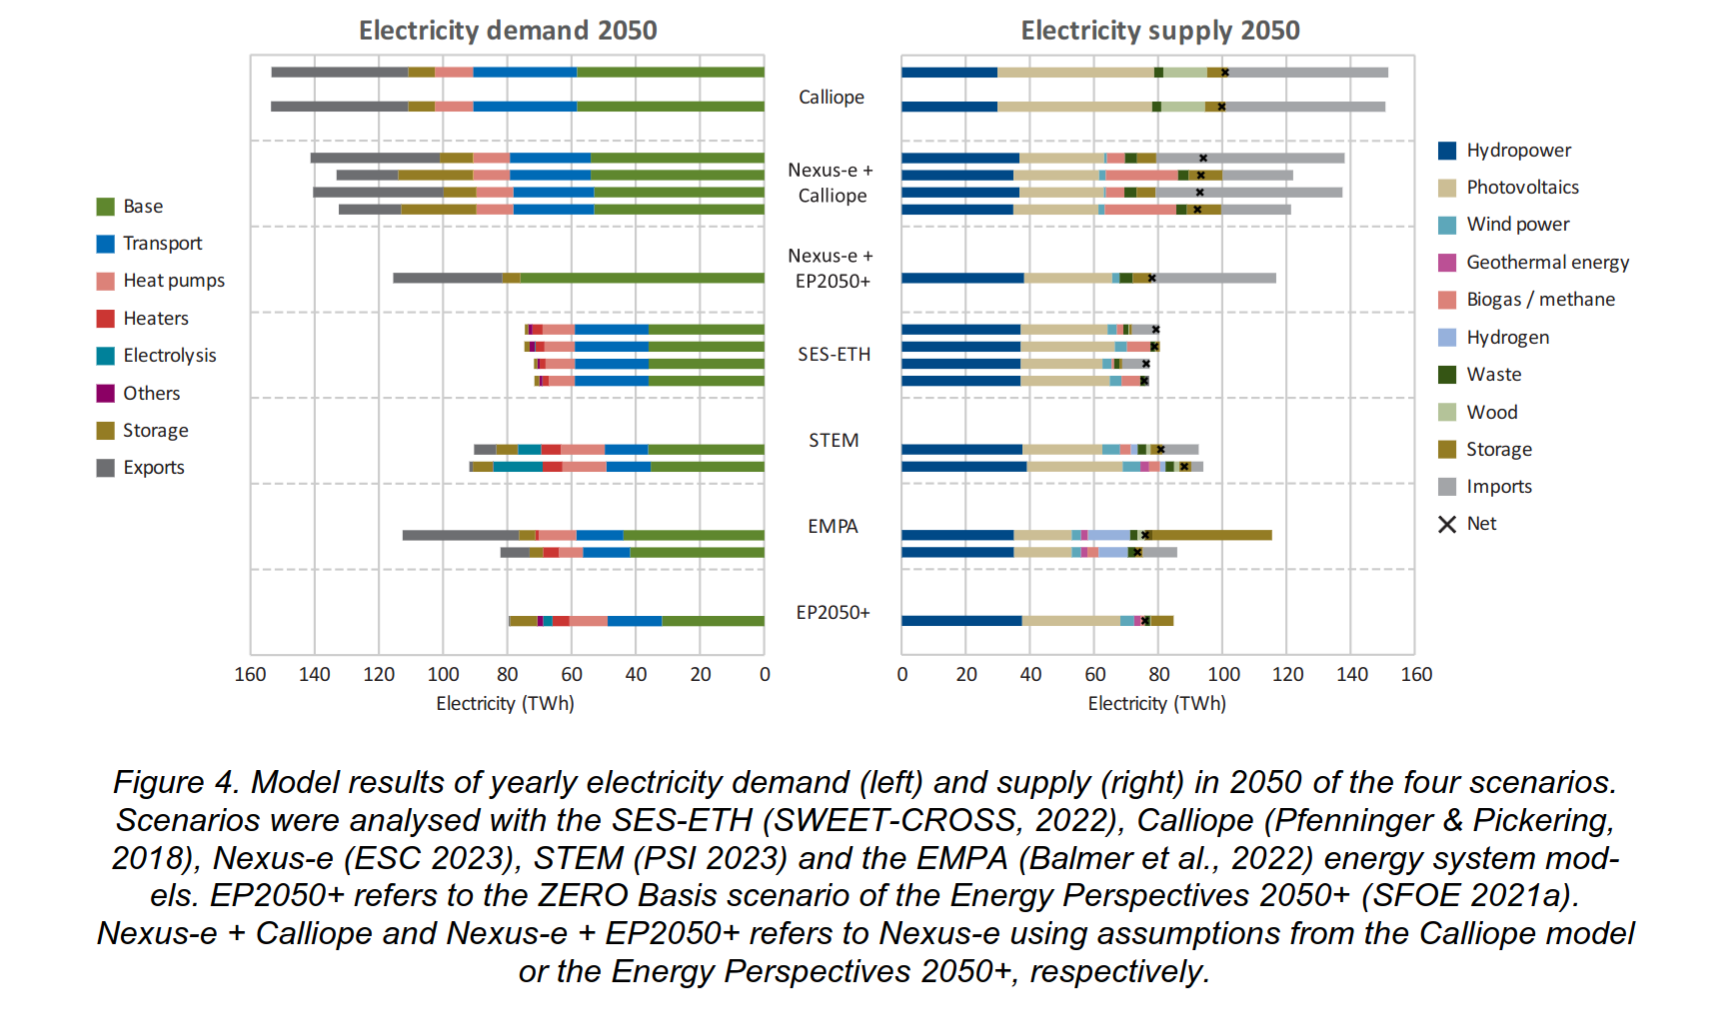 Electricity demand 2050
Electricity supply 2050
Base
Transport
Heat pumps
Heaters
Electrolysis
Others
Storage
Exports
Calliope
Nexus-e +
Calliope
Nexus-e +
EP2050+
SES-ETH
STEM
EMPA
EP2050+
Hydropower
Photovoltaics
Wind power
Geothermal energy
Biogas / methane
Hydrogen
Waste
Wood
Storage
Imports
Net
160 140 120 100 80 60 40 20 0
Electricity (TWh)
0 20 40 60 80 100 120 140 160
Electricity (TWh)
Figure 4. Model results of yearly electricity demand (left) and supply (right) in 2050 of the four scenarios.
Scenarios were analysed with the SES-ETH (SWEET-CROSS, 2022), Calliope (Pfenninger & Pickering,
2018), Nexus-e (ESC 2023), STEM (PSI 2023) and the EMPA (Balmer et al., 2022) energy system mod-
els. EP2050+ refers to the ZERO Basis scenario of the Energy Perspectives 2050+ (SFOE 2021a).
Nexus-e + Calliope and Nexus-e + EP2050+ refers to Nexus-e using assumptions from the Calliope model
or the Energy Perspectives 2050+, respectively.